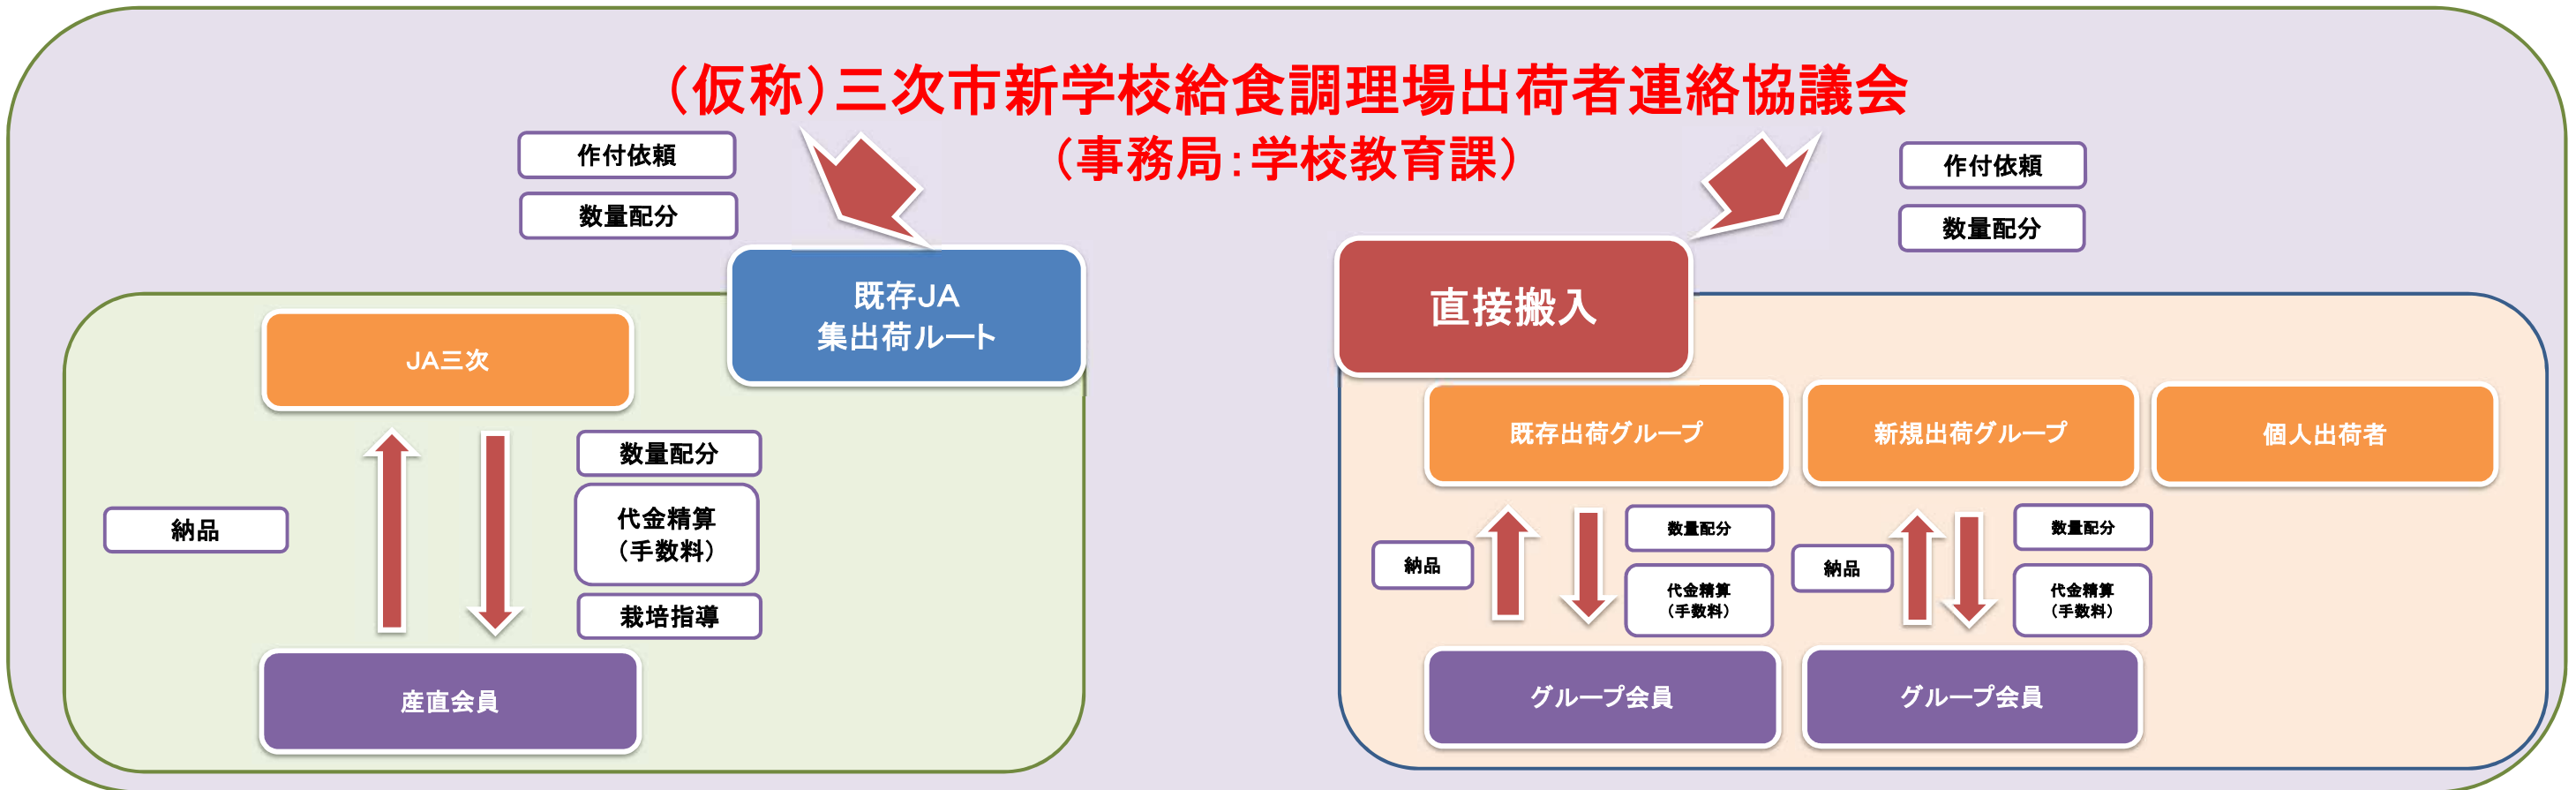 （仮称）三次市新学校給食調理場出荷者連絡協議会
（事務局：学校教育課）
作付依頼
数量配分
作付依頼
数量配分
既存ＪＡ
集出荷ルート
JA三次
数量配分
代金精算
（手数料）
栽培指導
納品
産直会員
直接搬入
既存出荷グループ
新規出荷グループ
個人出荷者
納品
数量配分
代金精算
（手数料）
納品
数量配分
代金精算
（手数料）
グループ会員
グループ会員